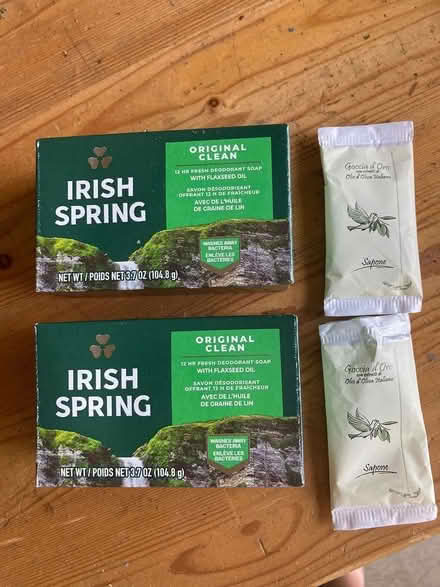 ORIGINAL
CLEAN
12 HR FRESH DEODORANT SOAP
WITH FLAXSEED OIL
SAVON DÉSODORISANT
OFFRANT 12 H DE FRAÎCHEUR
AVEC DE L'HUILE
DE GRAINE DE LIN
IRISH
SPRING
WASHES AWAY
BACTERIA
ENLÈVE LES
BACTÉRIES
NET WT / POIDS NET 3.7 OZ (104.8 g)
Goccia d'Oro
Olio d'Oliva Italiano
Sapone
ORIGINAL
CLEAN
12 HR FRESH DEODORANT SOAP
WITH FLAXSEED OIL
SAVON DÉSODORISANT
OFFRANT 12 H DE FRAÎCHEUR
AVEC DE L'HUILE
DE GRAINE DE LIN
IRISH
SPRING
WASHES AWAY
BACTERIA
ENLÈVE LES
BACTÉRIES
NET WT / POIDS NET 3.7 OZ (104.8 g)
Goccia d'Oro
Olio d'Oliva Italiano
Sapone